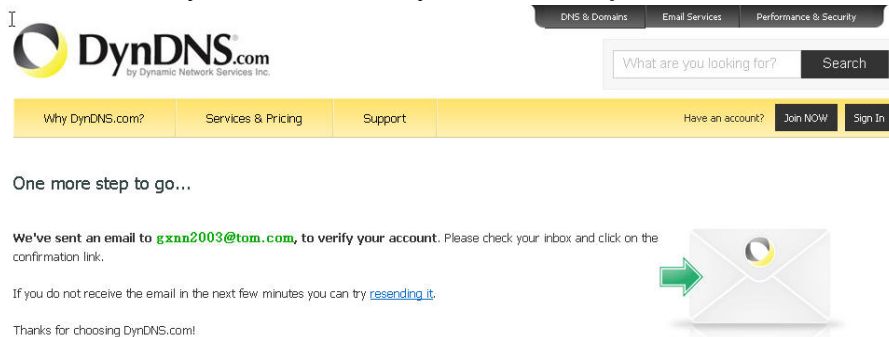 DNS & Domains Email Services Performance & Security
DynDNS.com
by Dynamic Network Services Inc.
What are you looking for? Search
Why DynDNS.com? Services & Pricing Support Have an account? Join NOW Sign In
One more step to go...
We've sent an email to gxnn2003@tom.com, to verify your account. Please check your inbox and click on the
confirmation link.
If you do not receive the email in the next few minutes you can try resending it.
Thanks for choosing DynDNS.com!